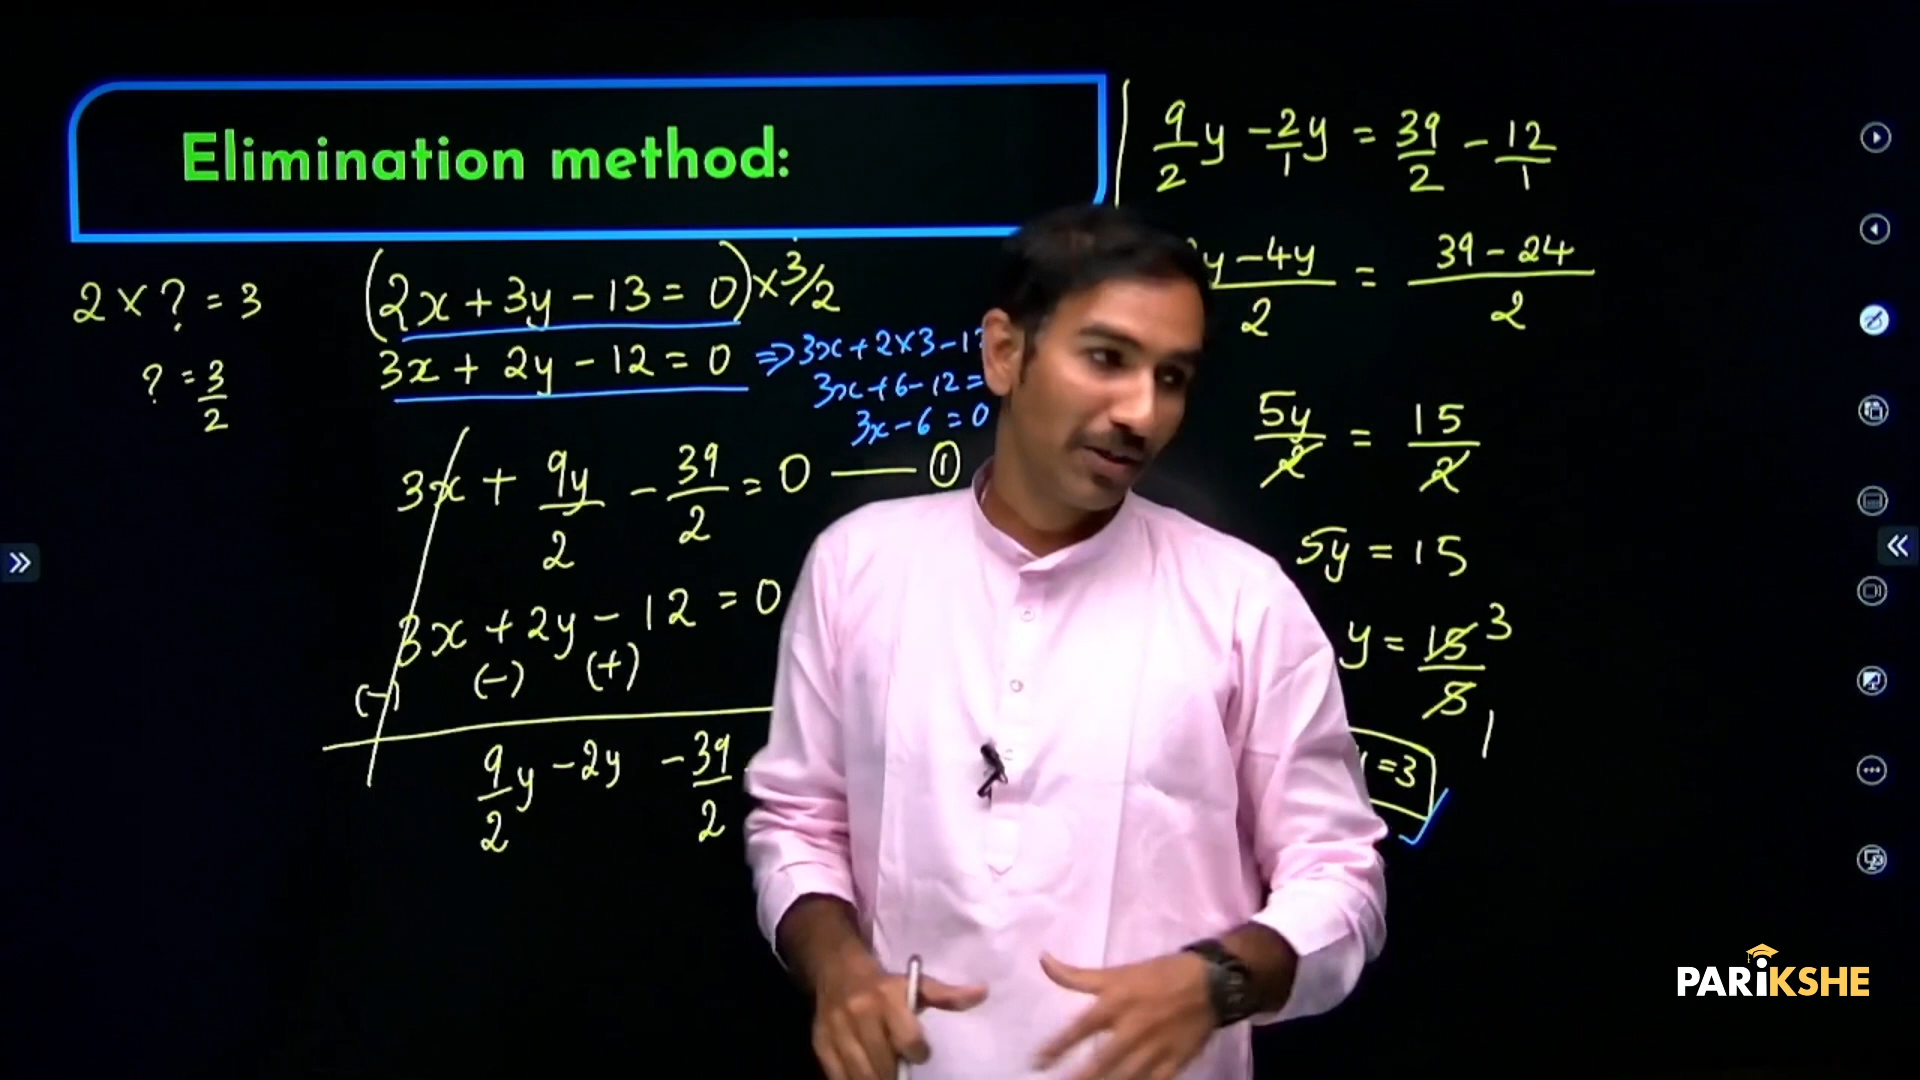 Elimination method:
2 × ? = 3
? = 3/2
(2x + 3y - 13 = 0) × 3/2
3x + 2y - 12 = 0 ⇒ 3x + 2×3 - 1
3x + 6 - 12 =
3x - 6 = 0
3x + 9y/2 - 39/2 = 0 — ①
3x + 2y - 12 = 0
(-) (-) (+)
9/2 y - 2y - 39/2
9/2 y - 2/1 y = 39/2 - 12/1
y - 4y / 2 = 39 - 24 / 2
5y/2 = 15/2
5y = 15
y = 15/5 3
1
= 3
PARIKSHE